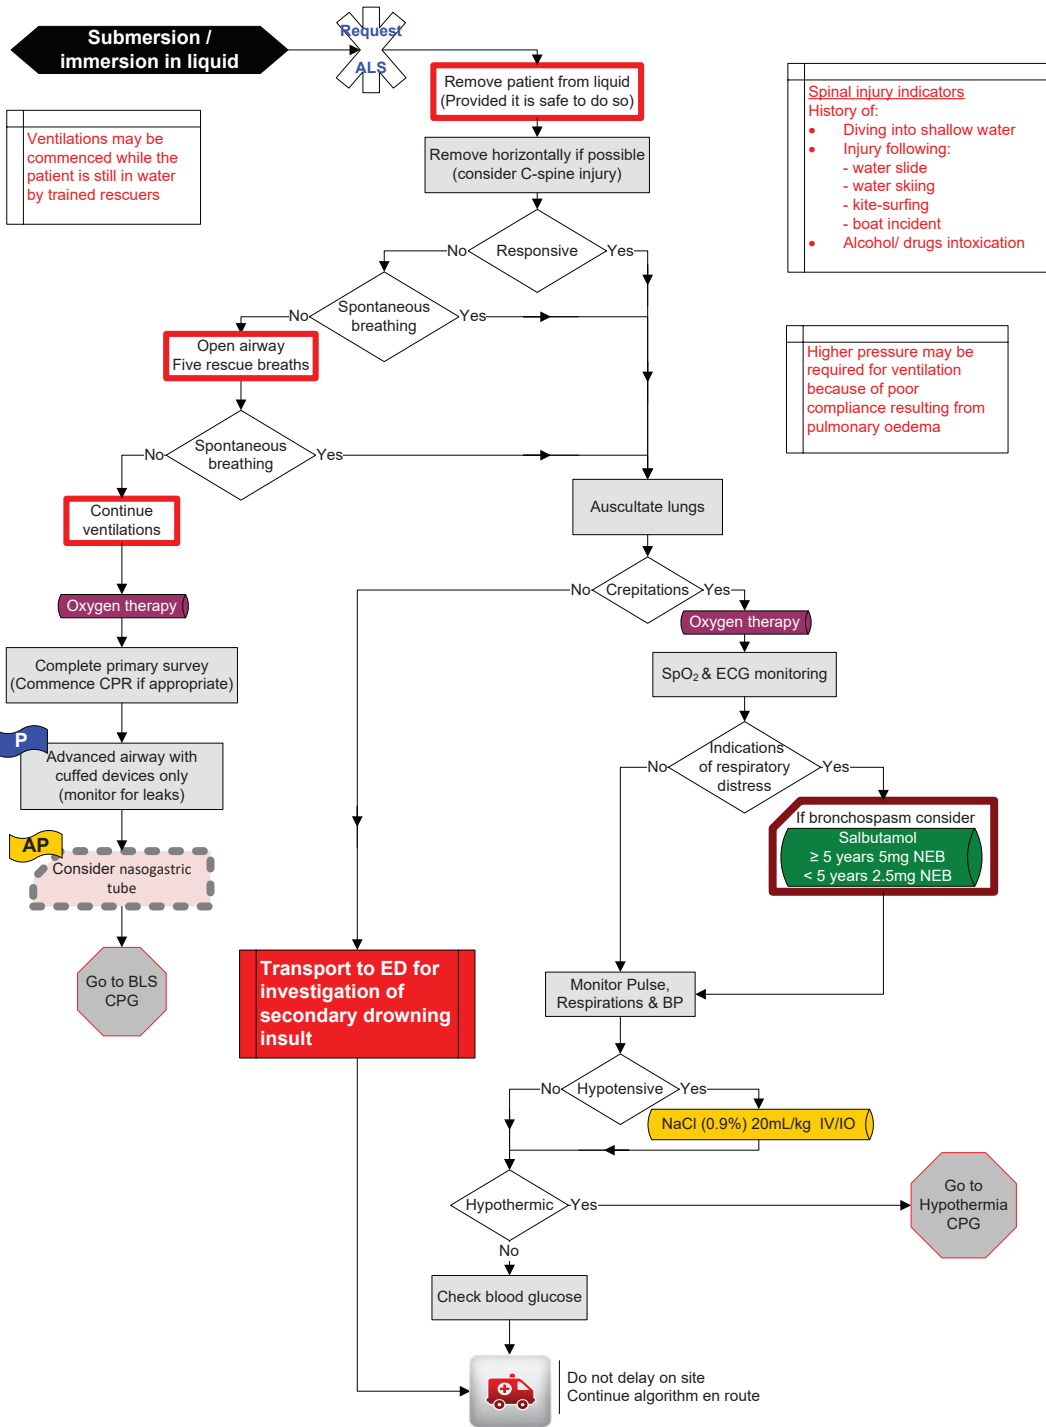 Submersion /
immersion in liquid
Request
ALS
Remove patient from liquid
(Provided it is safe to do so)
Ventilations may be
commenced while the
patient is still in water
by trained rescuers
Spinal injury indicators
History of:
• Diving into shallow water
• Injury following:
- water slide
- water skiing
- kite-surfing
- boat incident
• Alcohol/ drugs intoxication
Remove horizontally if possible
(consider C-spine injury)
No
Responsive
Yes
No
Spontaneous
breathing
Yes
Open airway
Five rescue breaths
Higher pressure may be
required for ventilation
because of poor
compliance resulting from
pulmonary oedema
No
Spontaneous
breathing
Yes
Continue
ventilations
Auscultate lungs
No
Crepitations
Yes
Oxygen therapy
Oxygen therapy
Complete primary survey
(Commence CPR if appropriate)
SpO₂ & ECG monitoring
P
Advanced airway with
cuffed devices only
(monitor for leaks)
No
Indications
of respiratory
distress
Yes
If bronchospasm consider
Salbutamol
≥ 5 years 5mg NEB
< 5 years 2.5mg NEB
AP
Consider nasogastric
tube
Go to BLS
CPG
Transport to ED for
investigation of
secondary drowning
insult
Monitor Pulse,
Respirations & BP
No
Hypotensive
Yes
NaCl (0.9%) 20mL/kg IV/IO
Hypothermic
Yes
Go to
Hypothermia
CPG
No
Check blood glucose
Do not delay on site
Continue algorithm en route